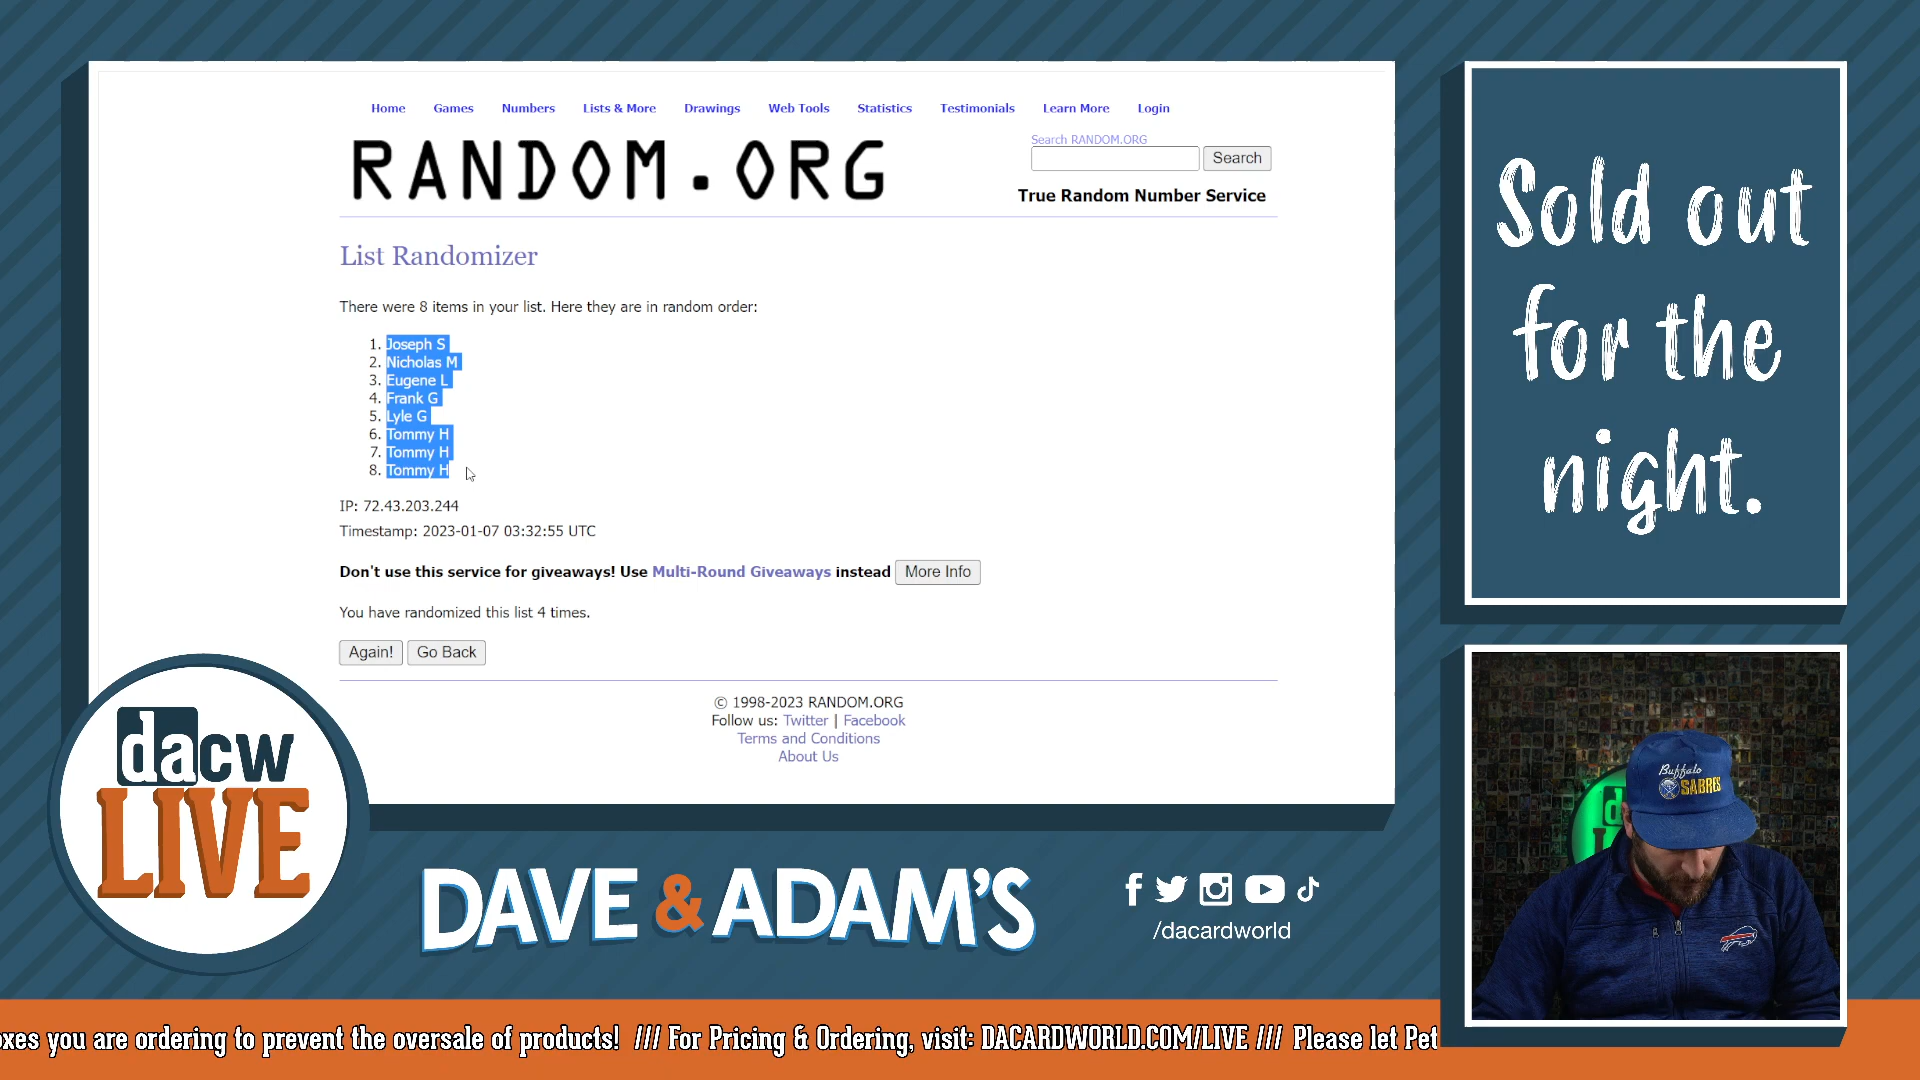 Home Games Numbers Lists & More Drawings Web Tools Statistics Testimonials Learn More Login
RANDOM.ORG
Search RANDOM.ORG
Search
True Random Number Service
List Randomizer
There were 8 items in your list. Here they are in random order:
1. Joseph S
2. Nicholas M
3. Eugene L
4. Frank G
5. Lyle G
6. Tommy H
7. Tommy H
8. Tommy H
IP: 72.43.203.244
Timestamp: 2023-01-07 03:32:55 UTC
Don't use this service for giveaways! Use Multi-Round Giveaways instead More Info
You have randomized this list 4 times.
Again! Go Back
© 1998-2023 RANDOM.ORG
Follow us: Twitter | Facebook
Terms and Conditions
About Us
Sold out
for the
night.
dacw
LIVE
DAVE & ADAM'S
/dacardworld
Buffalo
SABRES
you are ordering to prevent the oversale of products! /// For Pricing & Ordering, visit: DACARDWORLD.COM/LIVE /// Please let Pet